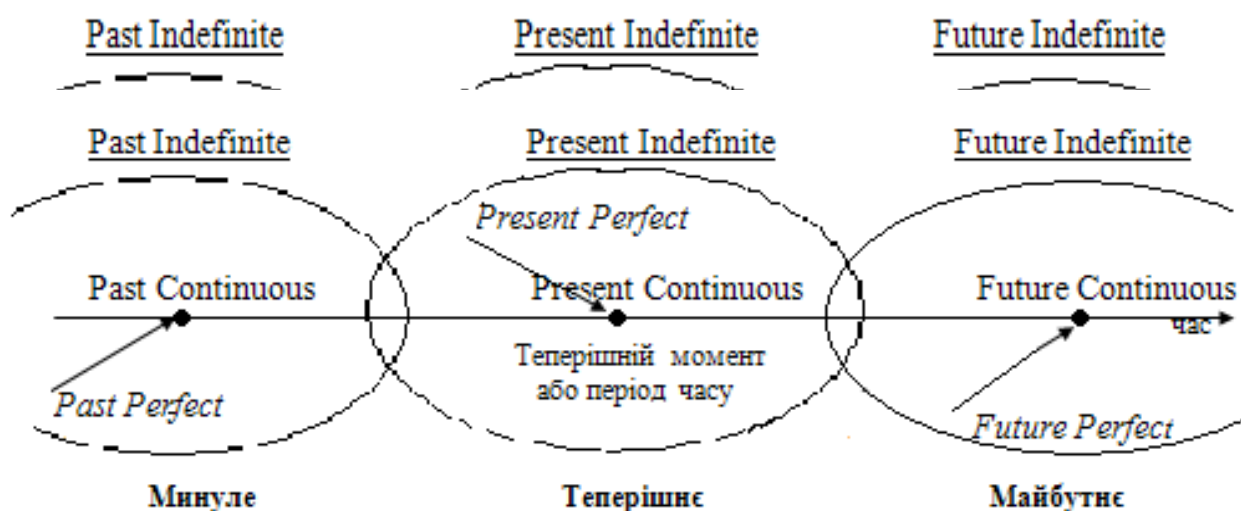 Past Indefinite Present Indefinite Future Indefinite
Past Indefinite Present Indefinite Future Indefinite
Present Perfect
Past Continuous Present Continuous Future Continuous
час
Теперішній момент
або період часу
Past Perfect
Future Perfect
Минуле Теперішнє Майбутнє